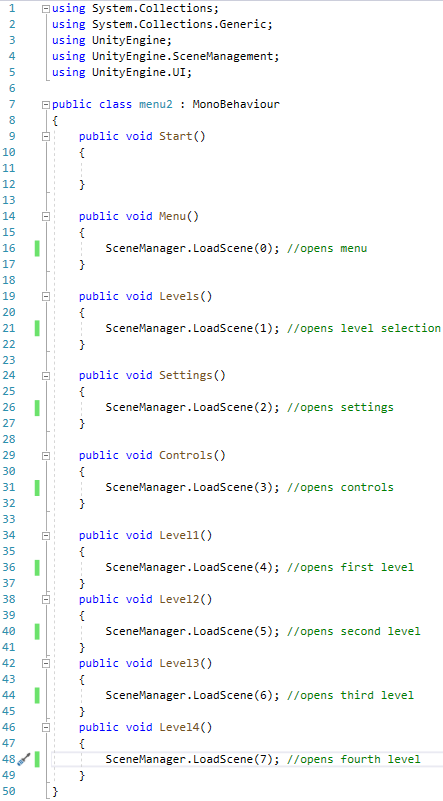 1 using System.Collections;
2 using System.Collections.Generic;
3 using UnityEngine;
4 using UnityEngine.SceneManagement;
5 using UnityEngine.UI;
6
7 public class menu2 : MonoBehaviour
8 {
9 public void Start()
10 {
11
12 }
13
14 public void Menu()
15 {
16 SceneManager.LoadScene(0); //opens menu
17 }
18
19 public void Levels()
20 {
21 SceneManager.LoadScene(1); //opens level selection
22 }
23
24 public void Settings()
25 {
26 SceneManager.LoadScene(2); //opens settings
27 }
28
29 public void Controls()
30 {
31 SceneManager.LoadScene(3); //opens controls
32 }
33
34 public void Level1()
35 {
36 SceneManager.LoadScene(4); //opens first level
37 }
38 public void Level2()
39 {
40 SceneManager.LoadScene(5); //opens second level
41 }
42 public void Level3()
43 {
44 SceneManager.LoadScene(6); //opens third level
45 }
46 public void Level4()
47 {
48 SceneManager.LoadScene(7); //opens fourth level
49 }
50 }